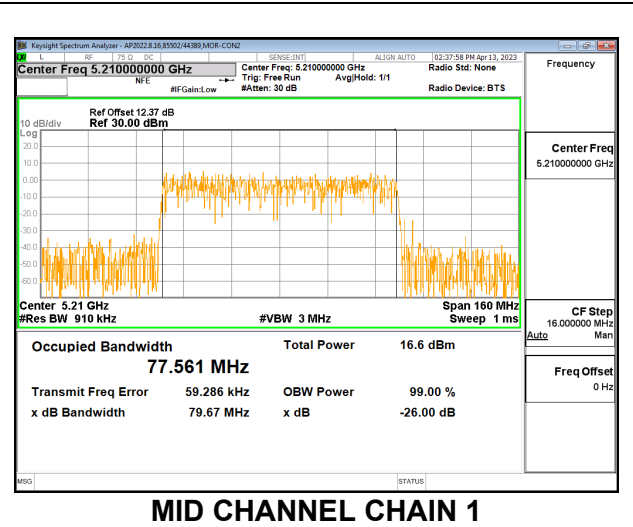 Keysight Spectrum Analyzer - AP2022.8.16,85502/44389,MOR-CON2
L RF 75 Ω DC SENSE:INT ALIGN AUTO 02:37:58 PM Apr 13, 2023
Center Freq 5.210000000 GHz
Center Freq: 5.210000000 GHz
Radio Std: None
Frequency
NFE
Trig: Free Run Avg|Hold: 1/1
#IFGain:Low
#Atten: 30 dB
Radio Device: BTS
Ref Offset 12.37 dB
10 dB/div Ref 30.00 dBm
Log
20.0
10.0
0.00
-10.0
-20.0
-30.0
-40.0
-50.0
-60.0
Center Freq
5.210000000 GHz
Center 5.21 GHz Span 160 MHz
#Res BW 910 kHz #VBW 3 MHz Sweep 1 ms
CF Step
16.000000 MHz
Auto Man
Occupied Bandwidth Total Power 16.6 dBm
77.561 MHz
Freq Offset
0 Hz
Transmit Freq Error 59.286 kHz OBW Power 99.00 %
x dB Bandwidth 79.67 MHz x dB -26.00 dB
MSG STATUS
MID CHANNEL CHAIN 1